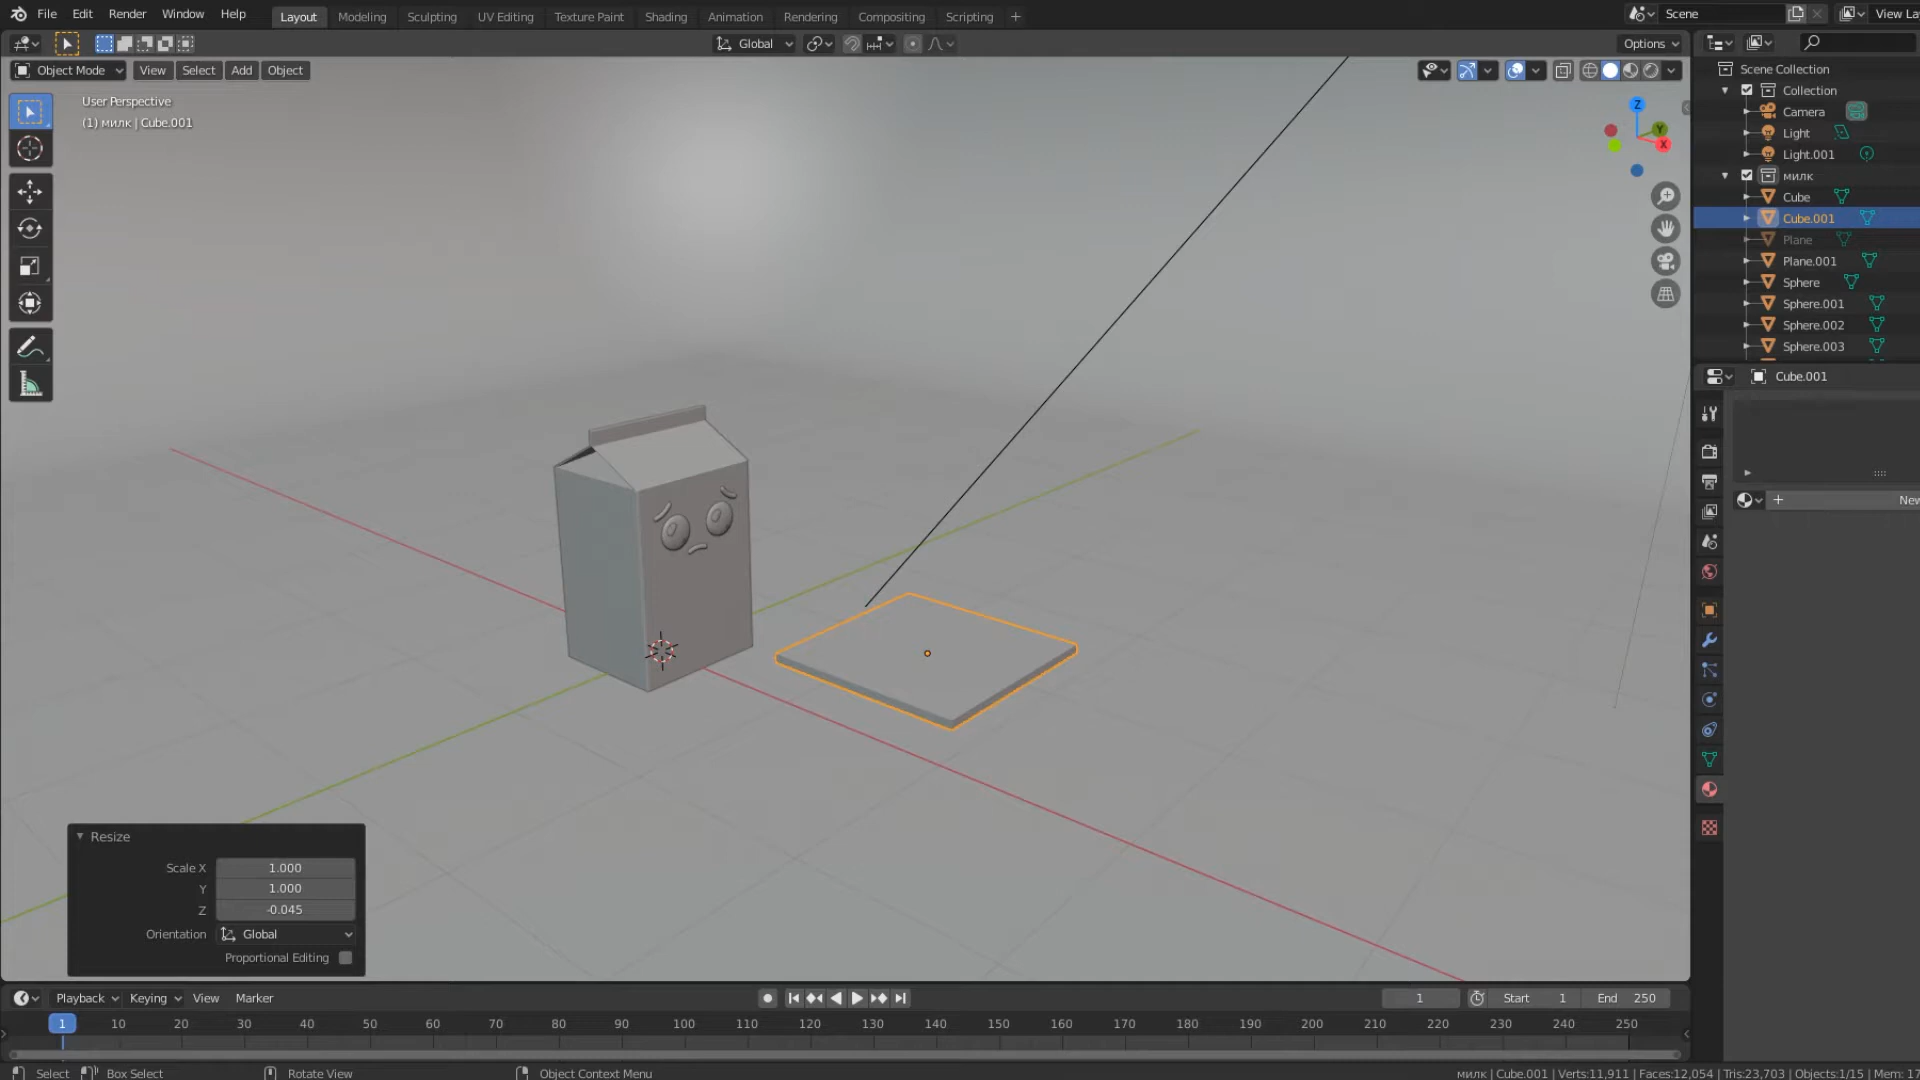 File Edit Render Window Help Layout Modeling Sculpting UV Editing Texture Paint Shading Animation Rendering Compositing Scripting + Scene
Global Options
Object Mode View Select Add Object
User Perspective
(1) милк | Cube.001
Z
Y
X
Scene Collection
Collection
Camera
Light
Light.001
милк
Cube
Cube.001
Plane
Plane.001
Sphere
Sphere.001
Sphere.002
Sphere.003
Cube.001
Resize
Scale X 1.000
Y 1.000
Z -0.045
Orientation Global
Proportional Editing
Playback Keying View Marker 1 Start 1 End 250
1 10 20 30 40 50 60 70 80 90 100 110 120 130 140 150 160 170 180 190 200 210 220 230 240 250
Select Box Select Rotate View Object Context Menu милк | Cube.001 | Verts:11,911 | Faces:12,054 | Tris:23,703 | Objects:1/15 | Mem: